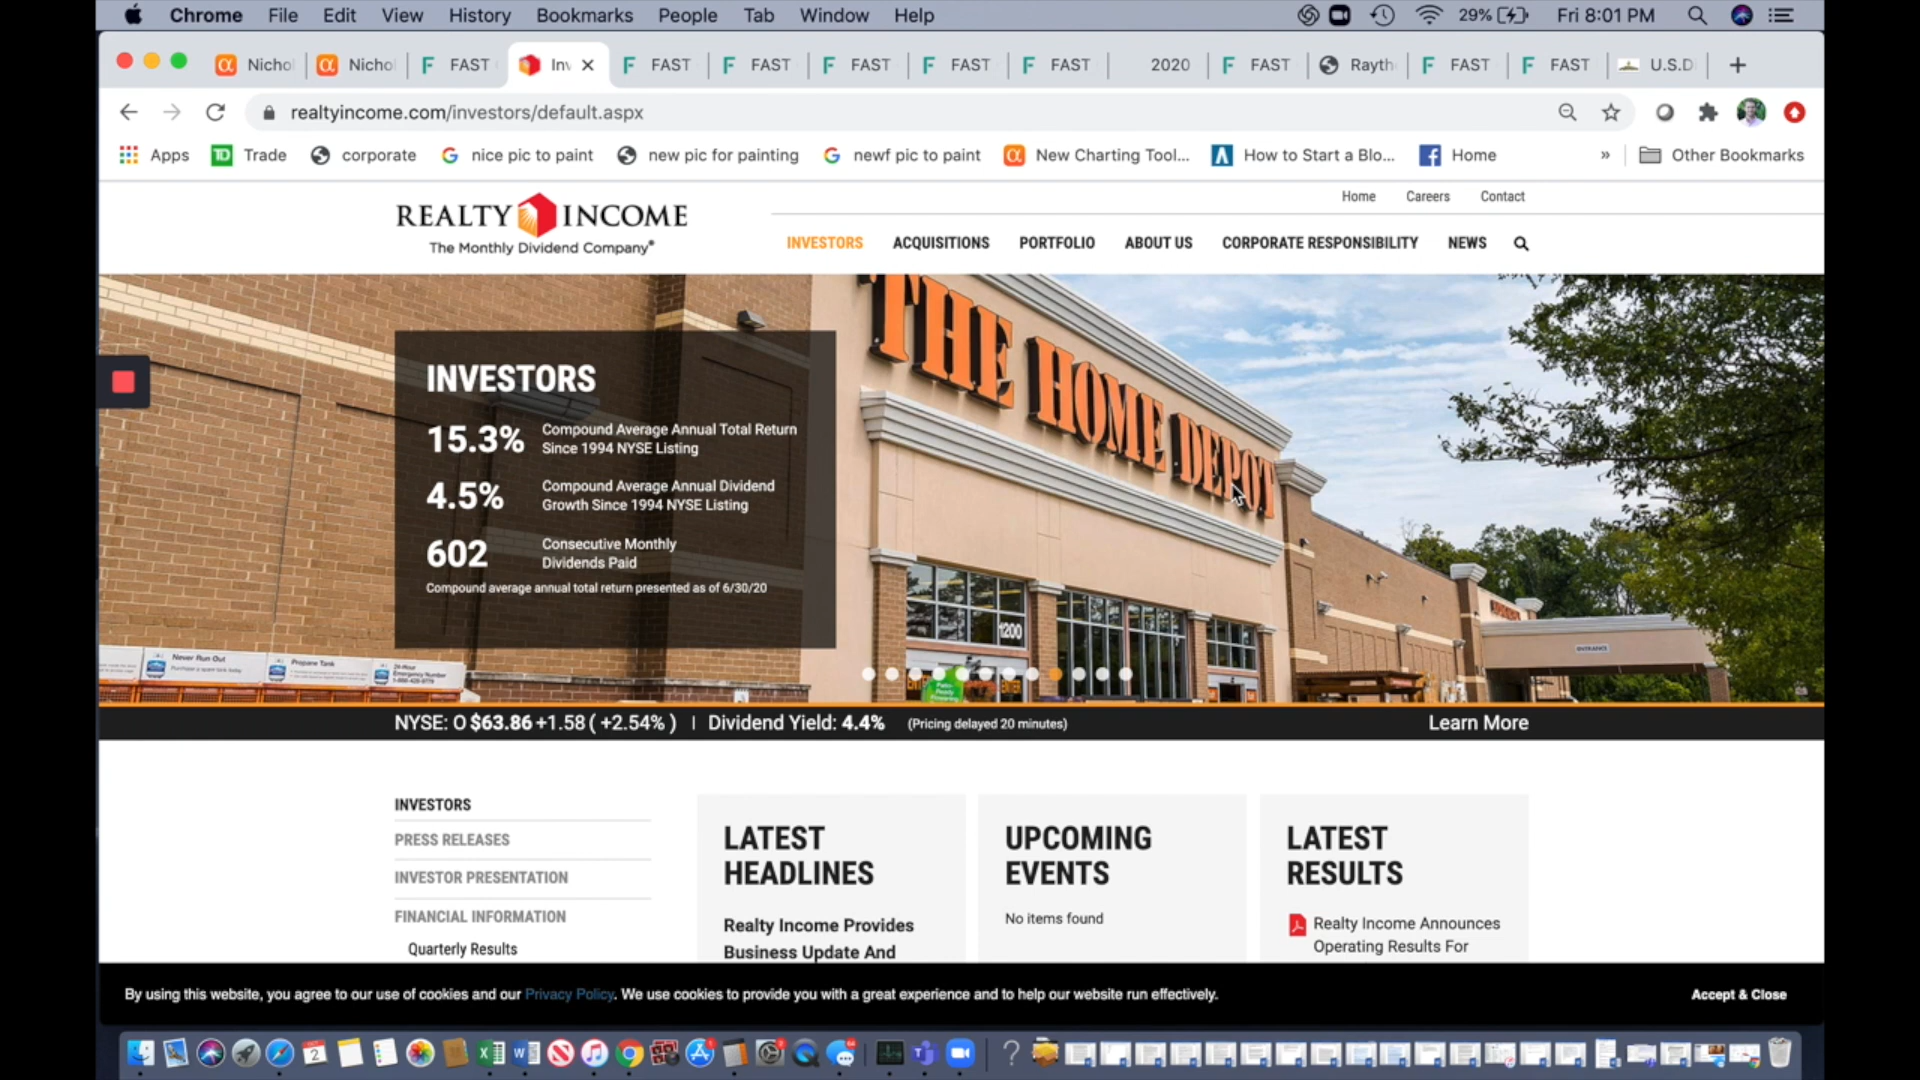 Chrome File Edit View History Bookmarks People Tab Window Help 29% Fri 8:01 PM
Nicho Nicho FAST Inv FAST FAST FAST FAST FAST 2020 FAST Rayth FAST FAST U.S.D
realtyincome.com/investors/default.aspx
Apps Trade corporate nice pic to paint new pic for painting newf pic to paint New Charting Tool... How to Start a Blo... Home » Other Bookmarks
Home Careers Contact
REALTY INCOME
The Monthly Dividend Company®
INVESTORS ACQUISITIONS PORTFOLIO ABOUT US CORPORATE RESPONSIBILITY NEWS
THE HOME DEPOT
INVESTORS
15.3% Compound Average Annual Total Return
Since 1994 NYSE Listing
4.5% Compound Average Annual Dividend
Growth Since 1994 NYSE Listing
602 Consecutive Monthly
Dividends Paid
Compound average annual total return presented as of 6/30/20
1200
Never Run Out
Propane Tank
ENTRANCE
NYSE: O $63.86 +1.58 ( +2.54% ) | Dividend Yield: 4.4% (Pricing delayed 20 minutes) Learn More
INVESTORS
PRESS RELEASES
INVESTOR PRESENTATION
FINANCIAL INFORMATION
Quarterly Results
LATEST
HEADLINES
Realty Income Provides
Business Update And
UPCOMING
EVENTS
No items found
LATEST
RESULTS
Realty Income Announces
Operating Results For
By using this website, you agree to our use of cookies and our Privacy Policy. We use cookies to provide you with a great experience and to help our website run effectively. Accept & Close